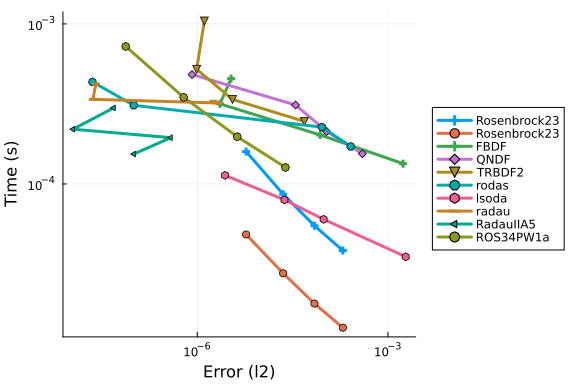 10⁻³
10⁻⁴
Time (s)
10⁻⁶
10⁻³
Error (l2)
Rosenbrock23
Rosenbrock23
FBDF
QNDF
TRBDF2
rodas
lsoda
radau
RadauIIA5
ROS34PW1a